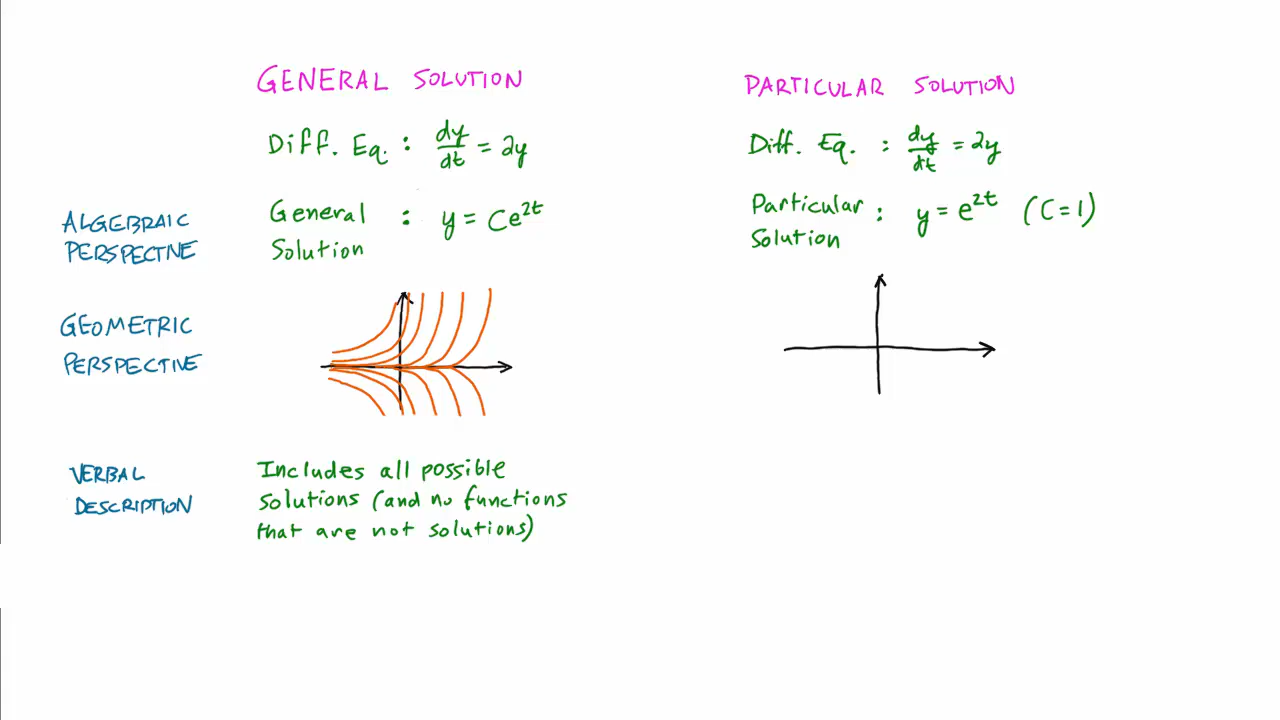 GENERAL SOLUTION
Diff. Eq. : dy/dt = 2y
ALGEBRAIC
PERSPECTIVE
General
Solution : y = Ce^2t
GEOMETRIC
PERSPECTIVE
VERBAL
DESCRIPTION
Includes all possible
solutions (and no functions
that are not solutions)
PARTICULAR SOLUTION
Diff. Eq. : dy/dt = 2y
Particular
Solution : y = e^2t (C=1)